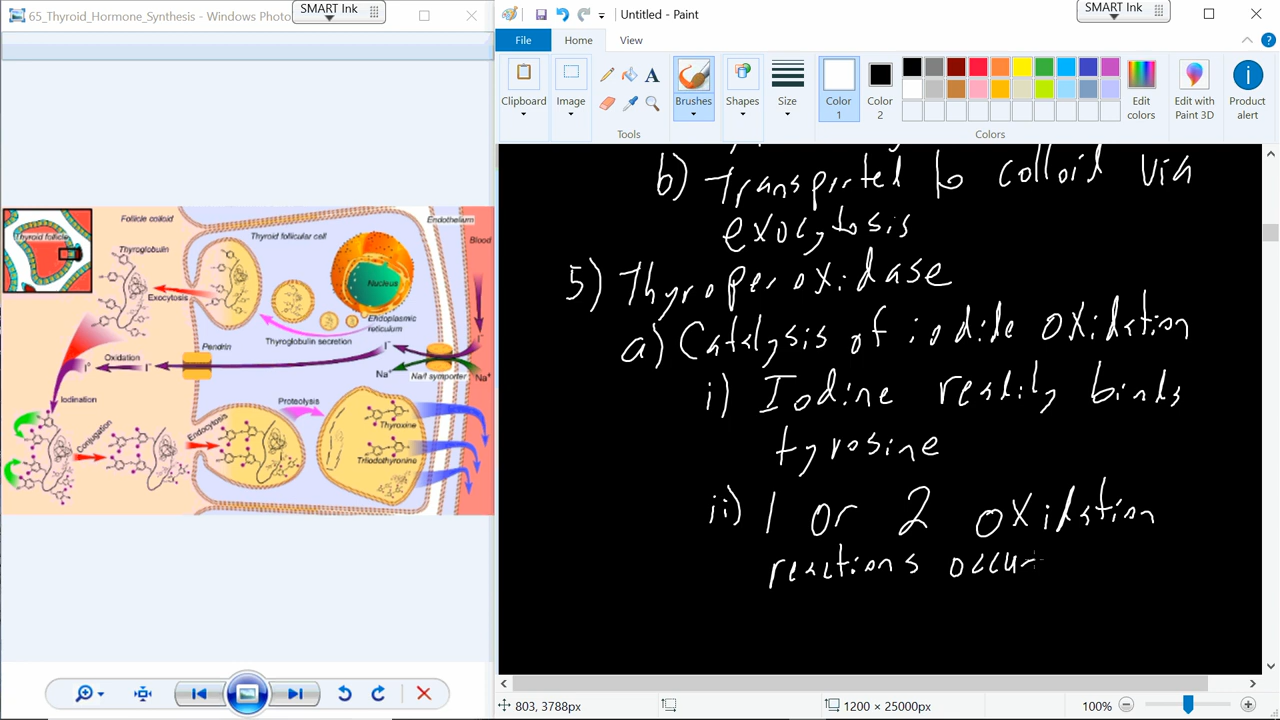 65_Thyroid_Hormone_Synthesis - Windows Photo
SMART Ink
Untitled - Paint
SMART Ink
File
Home
View
Clipboard
Image
Tools
Brushes
Shapes
Size
Color
1
Color
2
Colors
Edit
colors
Edit with
Paint 3D
Product
alert
Thyroid follicle
Follicle colloid
Thyroglobulin
Exocytosis
Thyroid follicular cell
Nucleus
Endoplasmic
reticulum
Thyroglobulin secretion
Endothelium
Blood
Pendrin
Oxidation
I⁰
I⁻
I⁻
I⁻
Na⁺
Na/I symporter
Na⁺
Iodination
Conjugation
Endocytosis
Proteolysis
Thyroxine
Triiodothyronine
b) Transported to colloid via
exocytosis
5) Thyroperoxidase
a) Catalysis of iodide oxidation
i) Iodine readily binds
tyrosine
ii) 1 or 2 oxidation
reactions occur
803, 3788px
1200 × 25000px
100%